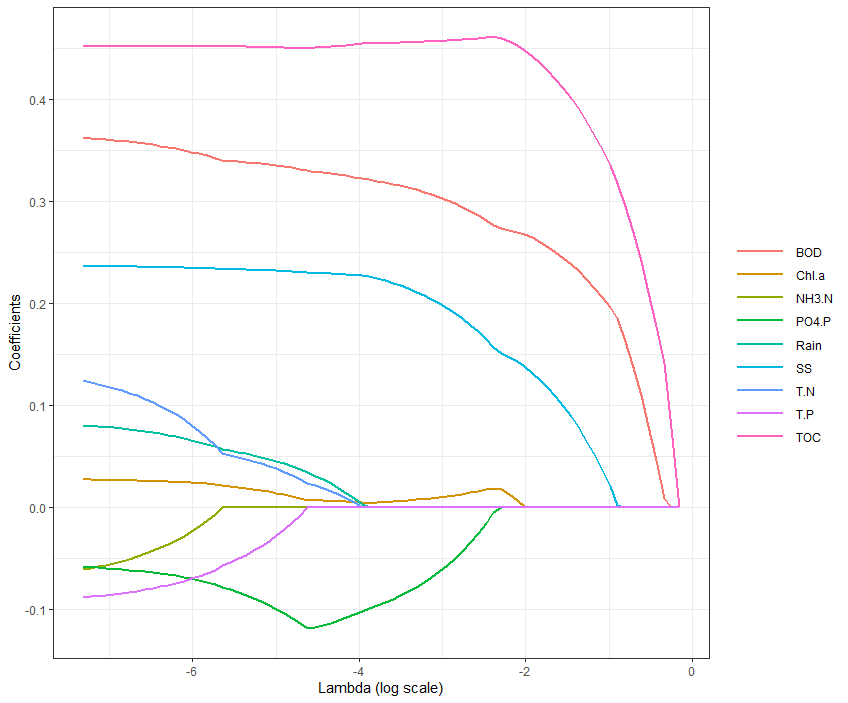 0.4
0.3
0.2
0.1
0.0
-0.1
Coefficients
-6
-4
-2
0
Lambda (log scale)
BOD
Chl.a
NH3.N
PO4.P
Rain
SS
T.N
T.P
TOC